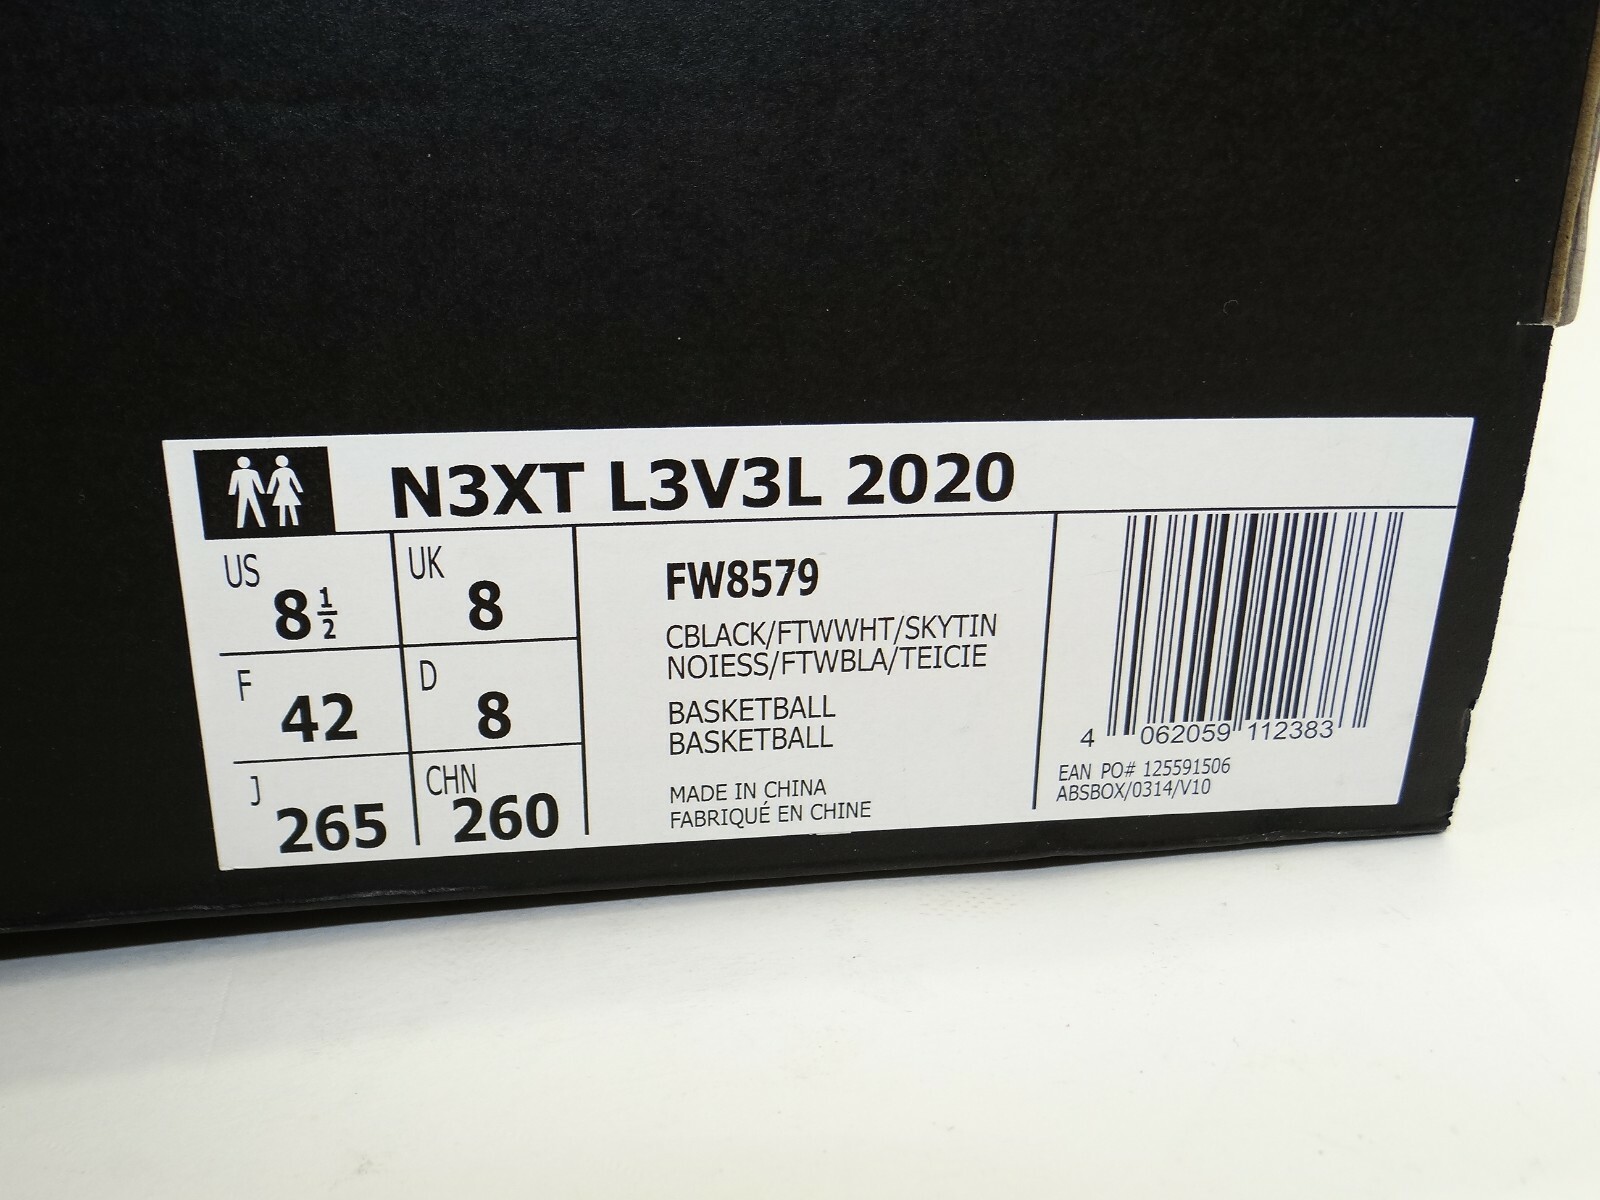 N3XT L3V3L 2020
US 8 1/2
UK 8
F 42
D 8
J 265
CHN 260
FW8579
CBLACK/FTWWHT/SKYTIN
NOIESS/FTWBLA/TEICIE
BASKETBALL
BASKETBALL
MADE IN CHINA
FABRIQUÉ EN CHINE
4 062059 112383
EAN PO# 125591506
ABSBOX/0314/V10